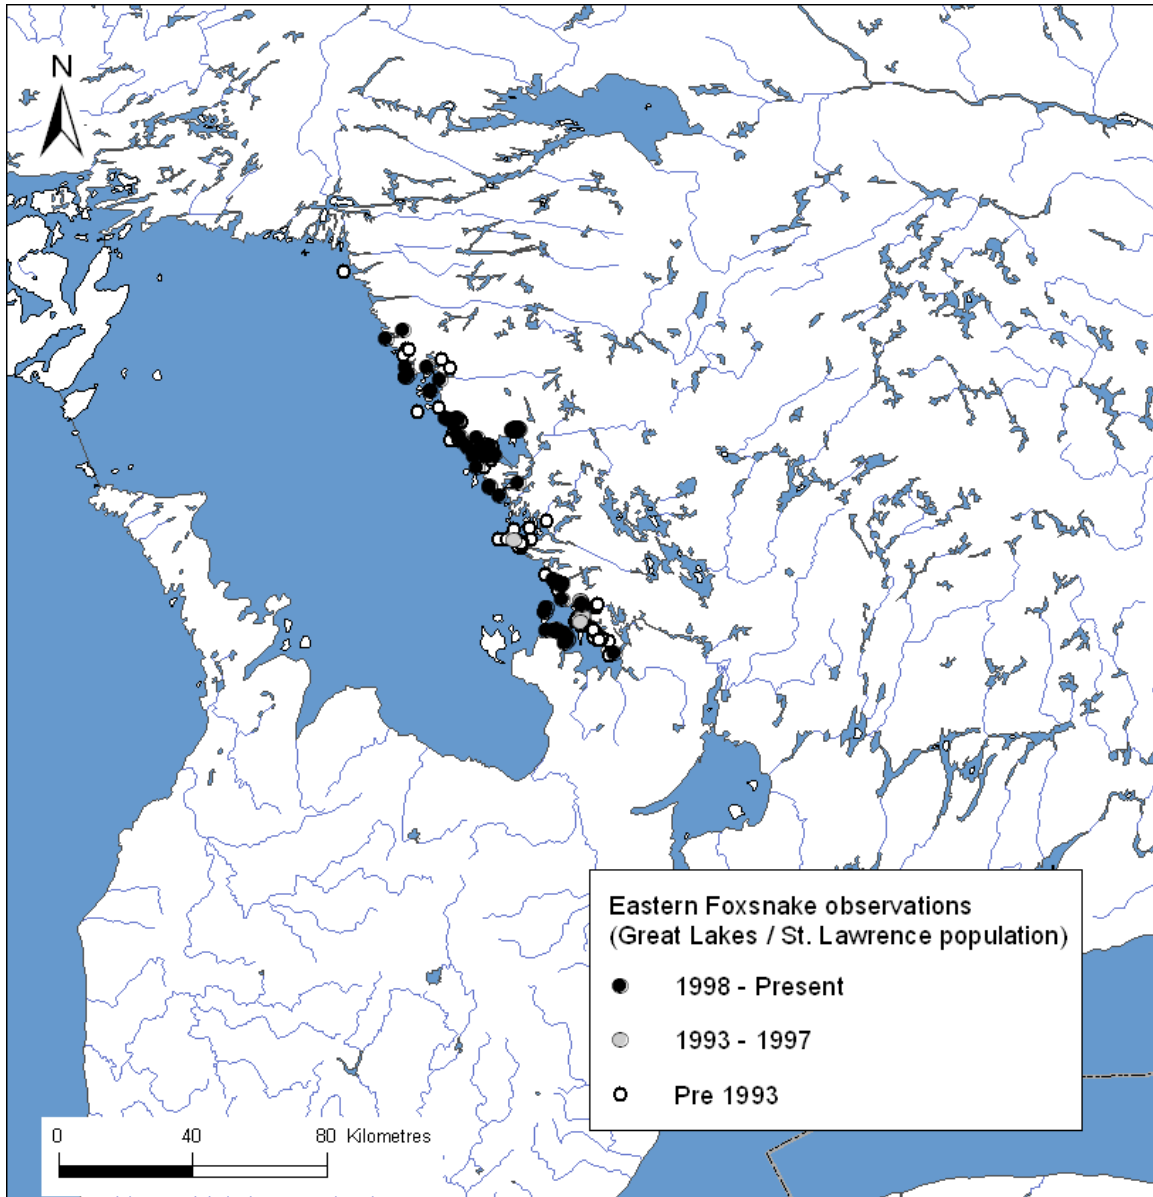 N
Eastern Foxsnake observations
(Great Lakes / St. Lawrence population)
1998 - Present
1993 - 1997
Pre 1993
0 40 80 Kilometres